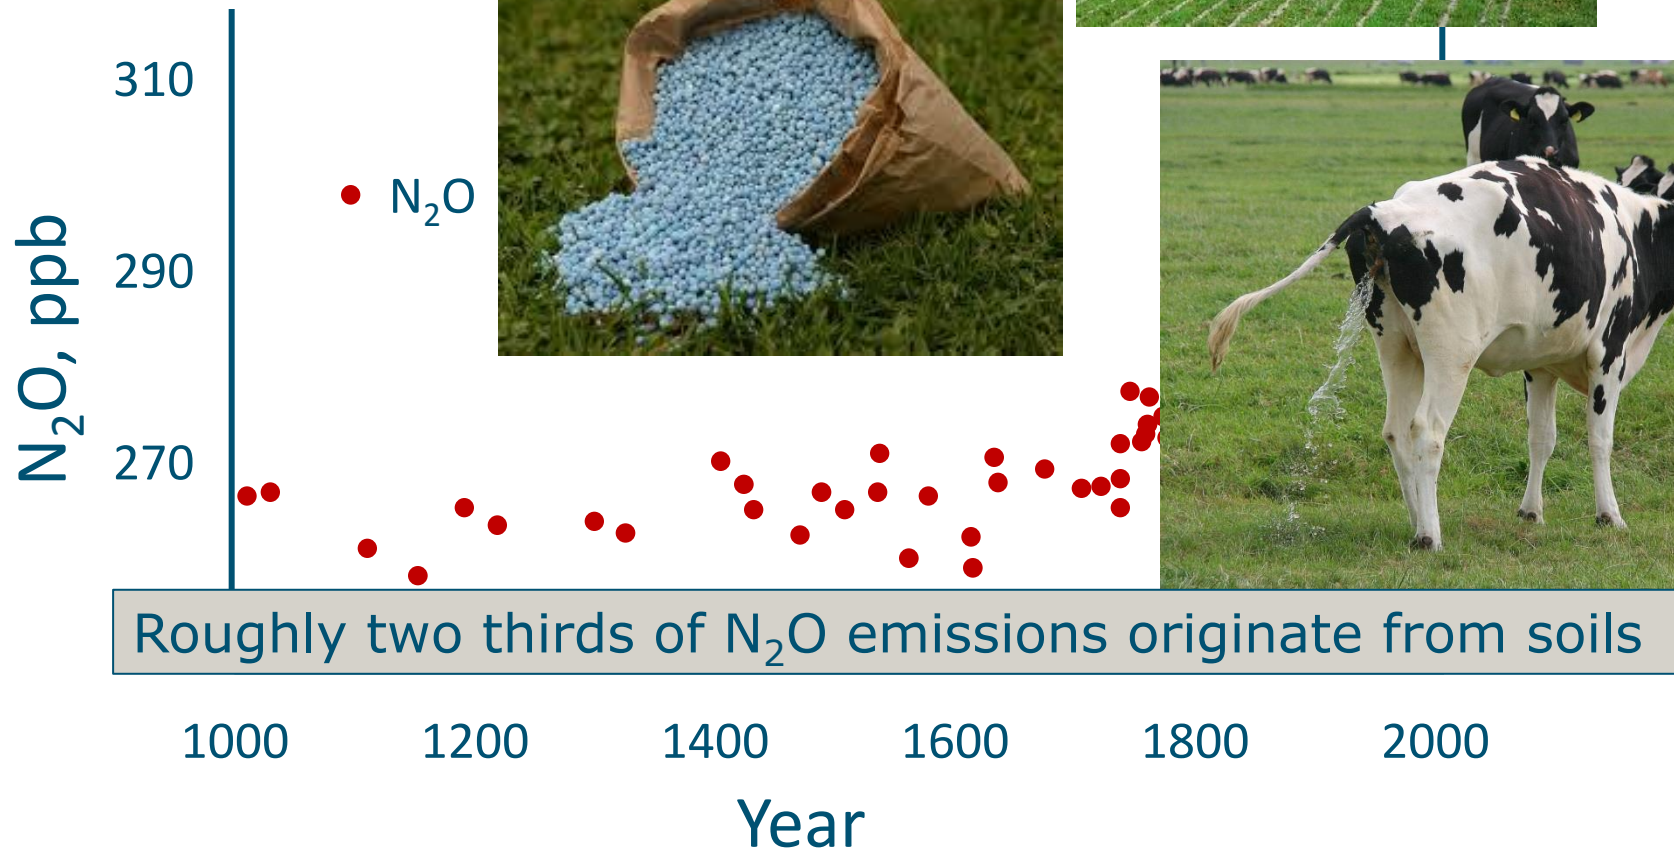 310
N₂O
290
270
N₂O, ppb
Roughly two thirds of N₂O emissions originate from soils
1000 1200 1400 1600 1800 2000
Year